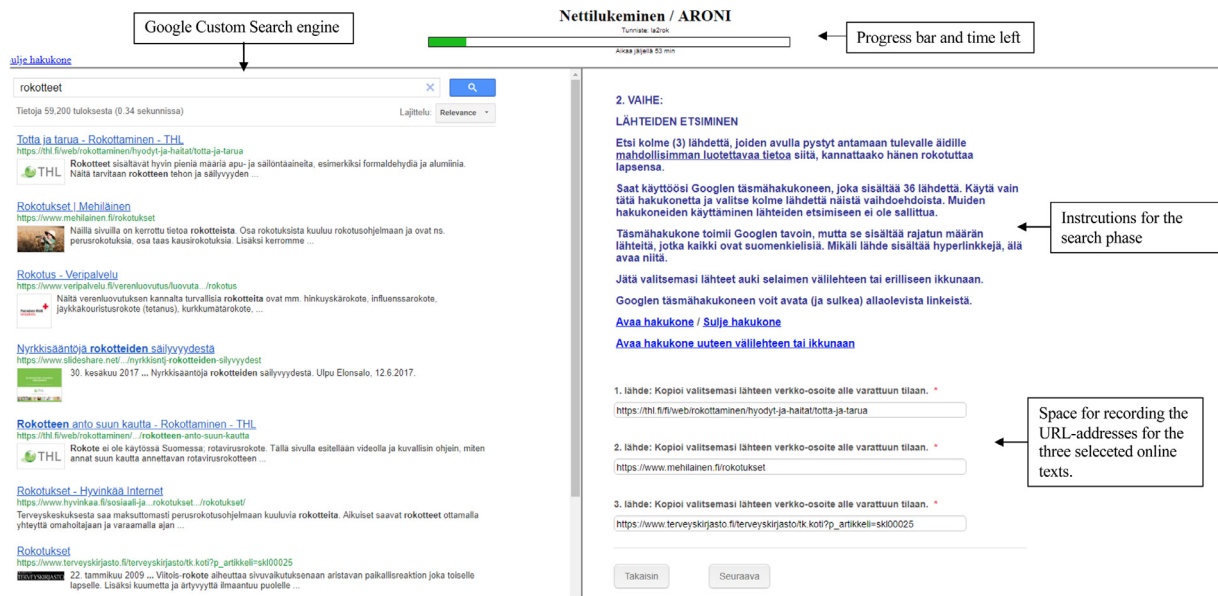 Google Custom Search engine
Nettilukeminen / ARONI
Tunniste: la2rok
Aikaa jäljellä 53 min
Progress bar and time left
ulje hakukone
rokotteet
Tietoja 59,200 tuloksesta (0.34 sekunnissa)
Lajittelu: Relevance
Totta ja tarua - Rokottaminen - THL
https://thl.fi/web/rokottaminen/hyodyt-ja-haitat/totta-ja-tarua
THL
Rokotteet sisältävät hyvin pieniä määriä apu- ja säilöntäaineita, esimerkiksi formaldehydiä ja alumiinia.
Näitä tarvitaan rokotteen tehon ja säilyvyyden ...
Rokotukset | Mehiläinen
https://www.mehilainen.fi/rokotukset
Näillä sivuilla on kerrottu tietoa rokotteista. Osa rokotuksista kuuluu rokotusohjelmaan ja ovat ns.
perusrokotuksia, osa taas kausirokotuksia. Lisäksi kerromme ...
Rokotus - Veripalvelu
https://www.veripalvelu.fi/verenluovutus/luovuta.../rokotus
Näitä verenluovutuksen kannalta turvallisia rokotteita ovat mm. hinkuyskärokote, influenssarokote,
jäykkäkouristusrokote (tetanus), kurkkumätärokote, ...
Nyrkkisääntöjä rokotteiden säilyvyydestä
https://www.slideshare.net/.../nyrkkisntj-rokotteiden-silyvyydest
30. kesäkuu 2017 ... Nyrkkisääntöjä rokotteiden säilyvyydestä. Ulpu Elonsalo, 12.6.2017.
Rokotteen anto suun kautta - Rokottaminen - THL
https://thl.fi/web/rokottaminen/.../rokotteen-anto-suun-kautta
THL
Rokote ei ole käytössä Suomessa; rotavirusrokote. Tällä sivulla esitellään videolla ja kuvallisin ohjein, miten
annat suun kautta annettavan rotavirusrokotteen ...
Rokotukset - Hyvinkää Internet
https://www.hyvinkaa.fi/sosiaali-ja...rokotukset.../rokotukset/
Terveyskeskuksesta saa maksuttomasti perusrokotusohjelmaan kuuluvia rokotteita. Aikuiset saavat rokotteet ottamalla
yhteyttä omahoitajaan ja varaamalla ajan ...
Rokotukset
https://www.terveyskirjasto.fi/terveyskirjasto/tk.koti?p_artikkeli=skl00025
TERVEYSKIRJASTO
22. tammikuu 2009 ... Viitois-rokote aiheuttaa sivuvaikutuksenaan aristavan paikallisreaktion joka toiselle
lapselle. Lisäksi kuumetta ja ärtyvyyttä ilmaantuu puolelle ...
2. VAIHE:
LÄHTEIDEN ETSIMINEN
Etsi kolme (3) lähdettä, joiden avulla pystyt antamaan tulevalle äidille
mahdollisimman luotettavaa tietoa siitä, kannattaako hänen rokotuttaa
lapsensa.
Saat käyttöösi Googlen täsmähakukoneen, joka sisältää 36 lähdettä. Käytä vain
tätä hakukonetta ja valitse kolme lähdettä näistä vaihdoehdoista. Muiden
hakukoneiden käyttäminen lähteiden etsimiseen ei ole sallittua.
Täsmähakukone toimii Googlen tavoin, mutta se sisältää rajatun määrän
lähteitä, jotka kaikki ovat suomenkielisiä. Mikäli lähde sisältää hyperlinkkejä, älä
avaa niitä.
Jätä valitsemasi lähteet auki selaimen välilehteen tai erilliseen ikkunaan.
Googlen täsmähakukoneen voit avata (ja sulkea) allaolevista linkeistä.
Avaa hakukone / Sulje hakukone
Avaa hakukone uuteen välilehteen tai ikkunaan
Instrcutions for the
search phase
1. lähde: Kopioi valitsemasi lähteen verkko-osoite alle varattuun tilaan. *
https://thl.fi/fi/web/rokottaminen/hyodyt-ja-haitat/totta-ja-tarua
2. lähde: Kopioi valitsemasi lähteen verkko-osoite alle varattuun tilaan. *
https://www.mehilainen.fi/rokotukset
3. lähde: Kopioi valitsemasi lähteen verkko-osoite alle varattuun tilaan. *
https://www.terveyskirjasto.fi/terveyskirjasto/tk.koti?p_artikkeli=skl00025
Space for recording the
URL-addresses for the
three seleceted online
texts.
Takaisin
Seuraava